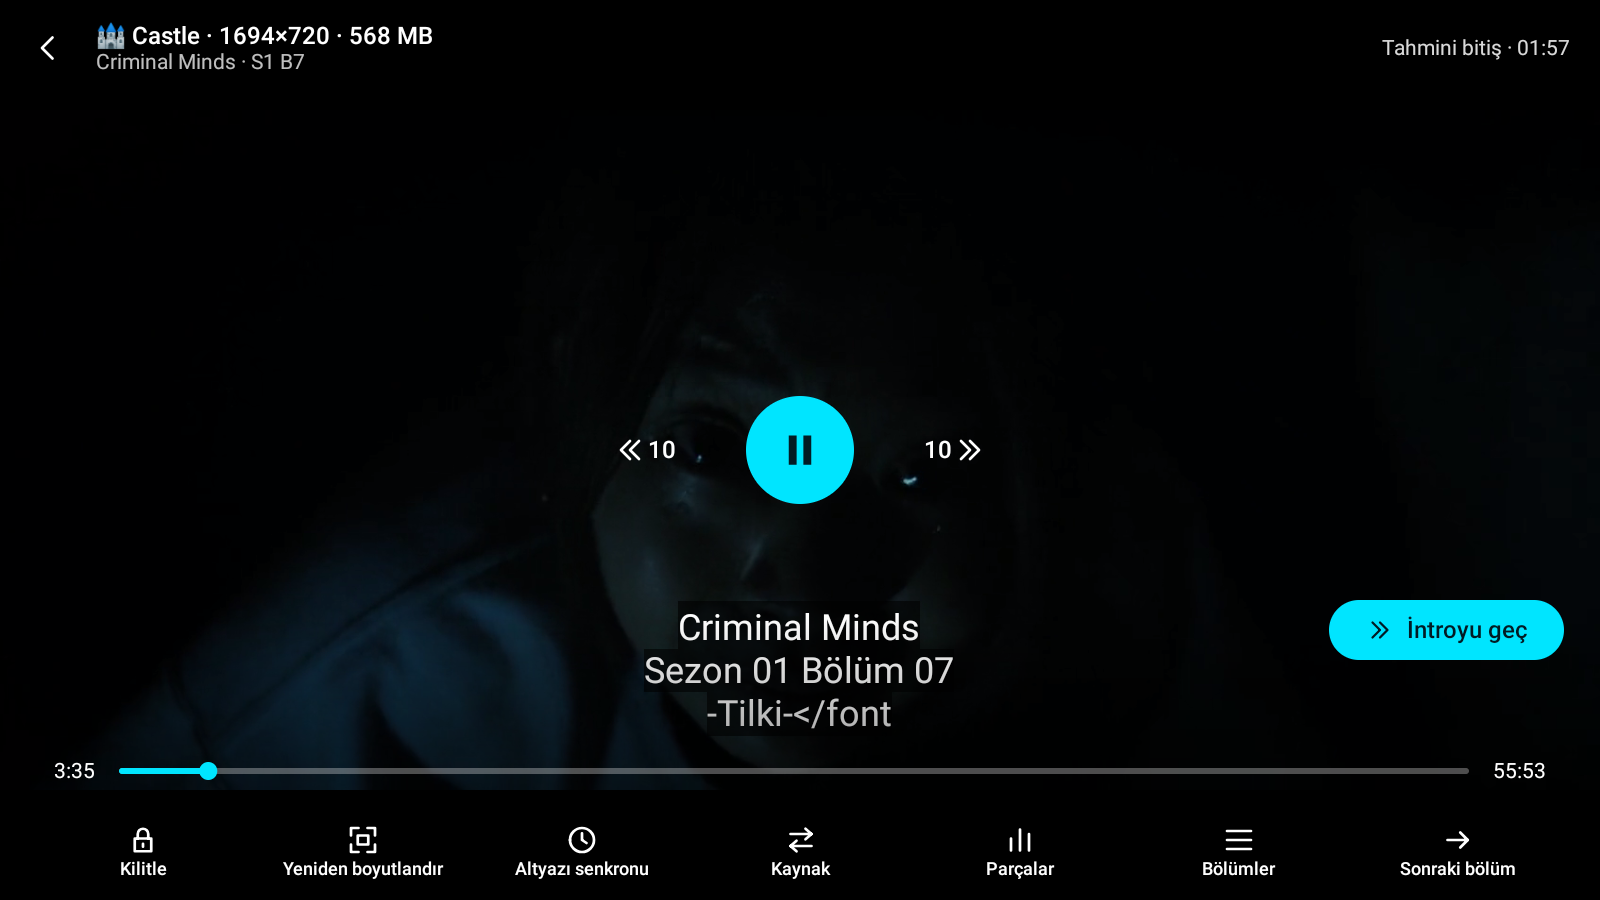 Castle · 1694×720 · 568 MB
Criminal Minds · S1 B7
Tahmini bitiş · 01:57
10
10
Criminal Minds
Sezon 01 Bölüm 07
-Tilki-</font
İntroyu geç
3:35
55:53
Kilitle
Yeniden boyutlandır
Altyazı senkronu
Kaynak
Parçalar
Bölümler
Sonraki bölüm